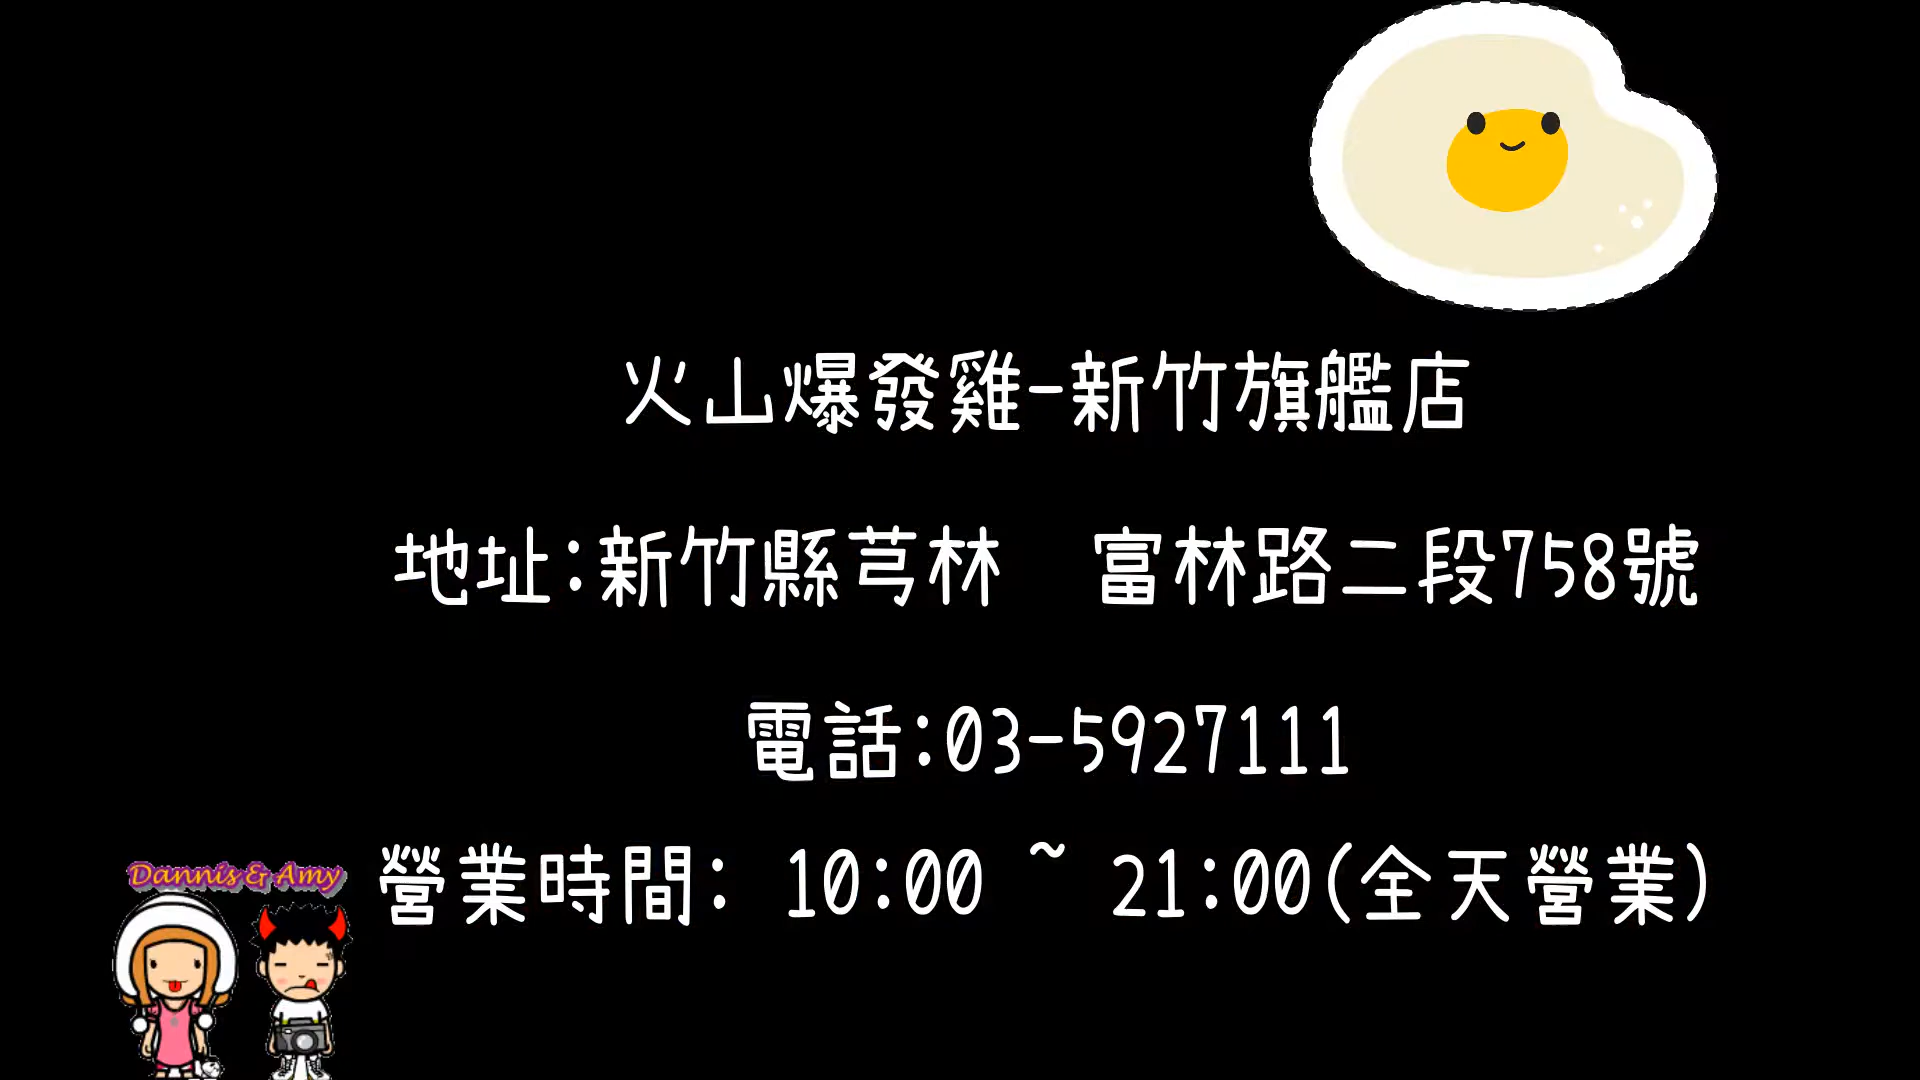 火山爆發雞-新竹旗艦店
地址:新竹縣芎林　富林路二段758號
電話:03-5927111
營業時間: 10:00 ~ 21:00(全天營業)
Dannis & Amy